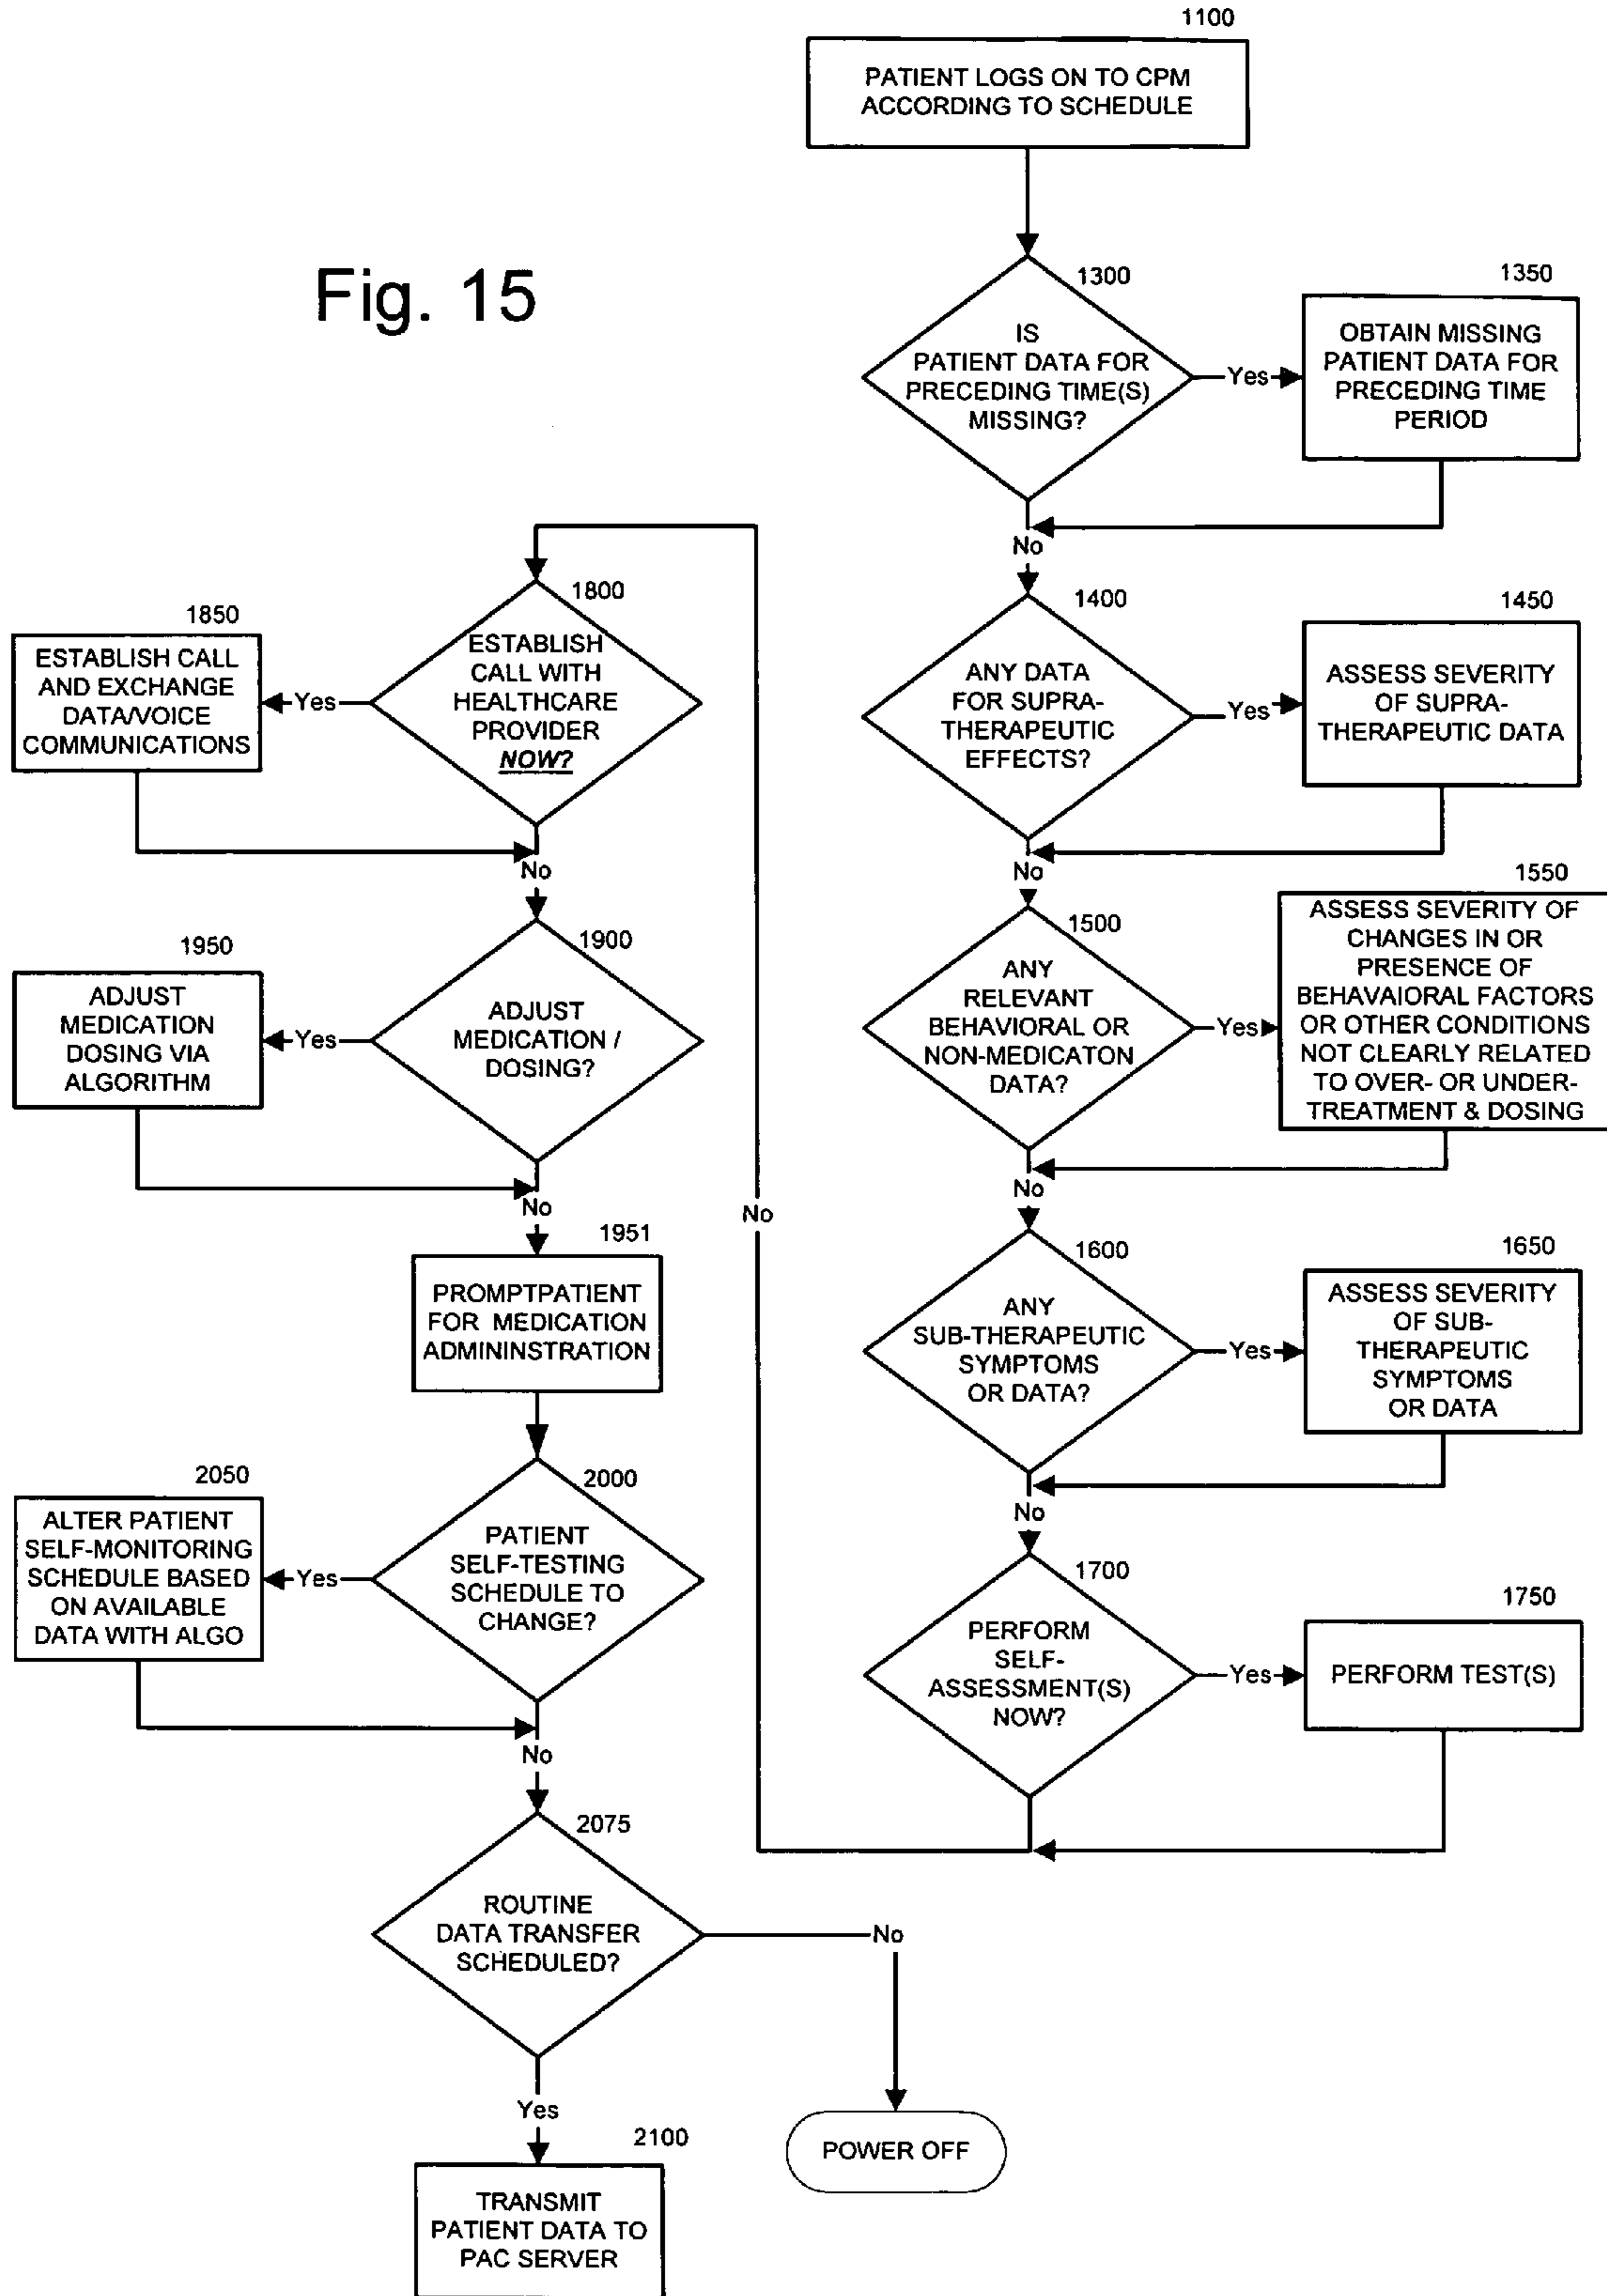 Fig. 15
1100
PATIENT LOGS ON TO CPM
ACCORDING TO SCHEDULE
1300
IS
PATIENT DATA FOR
PRECEDING TIME(S)
MISSING?
Yes
1350
OBTAIN MISSING
PATIENT DATA FOR
PRECEDING TIME
PERIOD
No
1400
ANY DATA
FOR SUPRA-
THERAPEUTIC
EFFECTS?
Yes
1450
ASSESS SEVERITY
OF SUPRA-
THERAPEUTIC DATA
No
1500
ANY
RELEVANT
BEHAVIORAL OR
NON-MEDICATON
DATA?
Yes
1550
ASSESS SEVERITY OF
CHANGES IN OR
PRESENCE OF
BEHAVAIORAL FACTORS
OR OTHER CONDITIONS
NOT CLEARLY RELATED
TO OVER- OR UNDER-
TREATMENT & DOSING
No
1600
ANY
SUB-THERAPEUTIC
SYMPTOMS
OR DATA?
Yes
1650
ASSESS SEVERITY
OF SUB-
THERAPEUTIC
SYMPTOMS
OR DATA
No
1700
PERFORM
SELF-
ASSESSMENT(S)
NOW?
Yes
1750
PERFORM TEST(S)
No
1800
ESTABLISH
CALL WITH
HEALTHCARE
PROVIDER
NOW?
Yes
1850
ESTABLISH CALL
AND EXCHANGE
DATA/VOICE
COMMUNICATIONS
No
1900
ADJUST
MEDICATION /
DOSING?
Yes
1950
ADJUST
MEDICATION
DOSING VIA
ALGORITHM
No
1951
PROMPTPATIENT
FOR MEDICATION
ADMININSTRATION
2000
PATIENT
SELF-TESTING
SCHEDULE TO
CHANGE?
Yes
2050
ALTER PATIENT
SELF-MONITORING
SCHEDULE BASED
ON AVAILABLE
DATA WITH ALGO
No
2075
ROUTINE
DATA TRANSFER
SCHEDULED?
No
POWER OFF
Yes
2100
TRANSMIT
PATIENT DATA TO
PAC SERVER